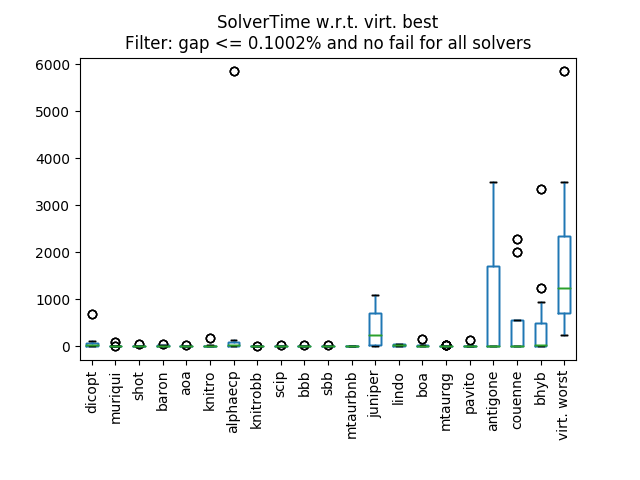 SolverTime w.r.t. virt. best
Filter: gap <= 0.1002% and no fail for all solvers
6000
5000
4000
3000
2000
1000
0
dicopt
muriqui
shot
baron
aoa
knitro
alphaecp
knitrobb
scip
bbb
sbb
mtaurbnb
juniper
lindo
boa
mtaurqg
pavito
antigone
couenne
bhyb
virt. worst